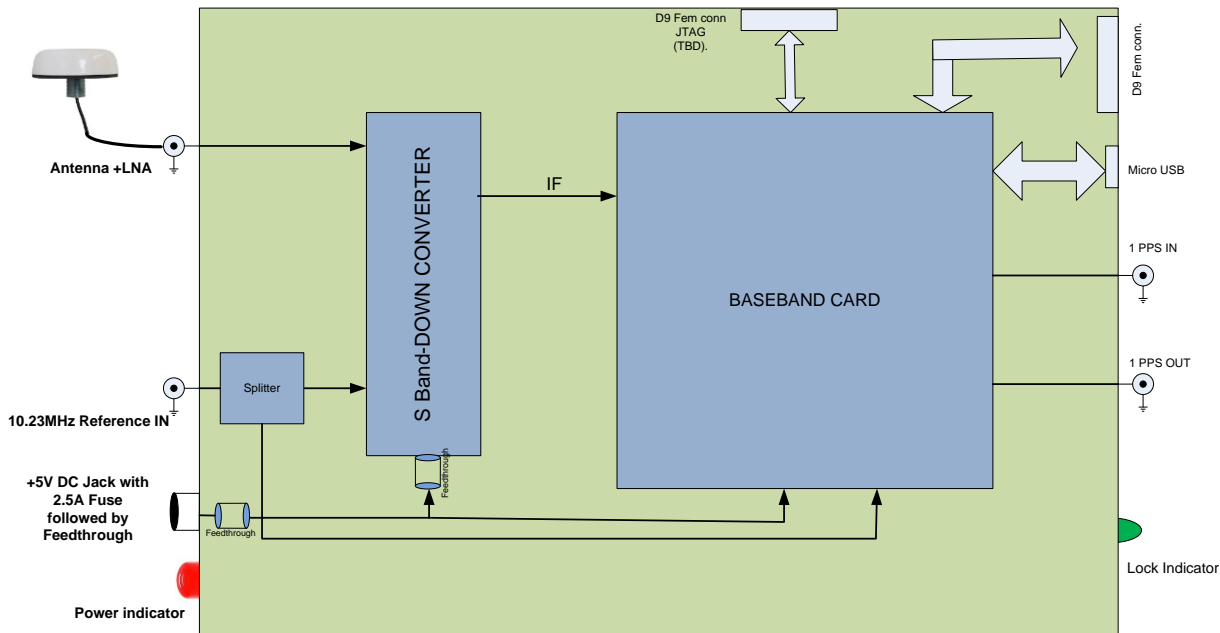 D9 Fem conn
JTAG
(TBD).
D9 Fem conn.
Antenna +LNA
S Band-DOWN CONVERTER
IF
BASEBAND CARD
Micro USB
1 PPS IN
Splitter
1 PPS OUT
10.23MHz Reference IN
+5V DC Jack with
2.5A Fuse
followed by
Feedthrough
Feedthrough
Feedthrough
Lock Indicator
Power indicator